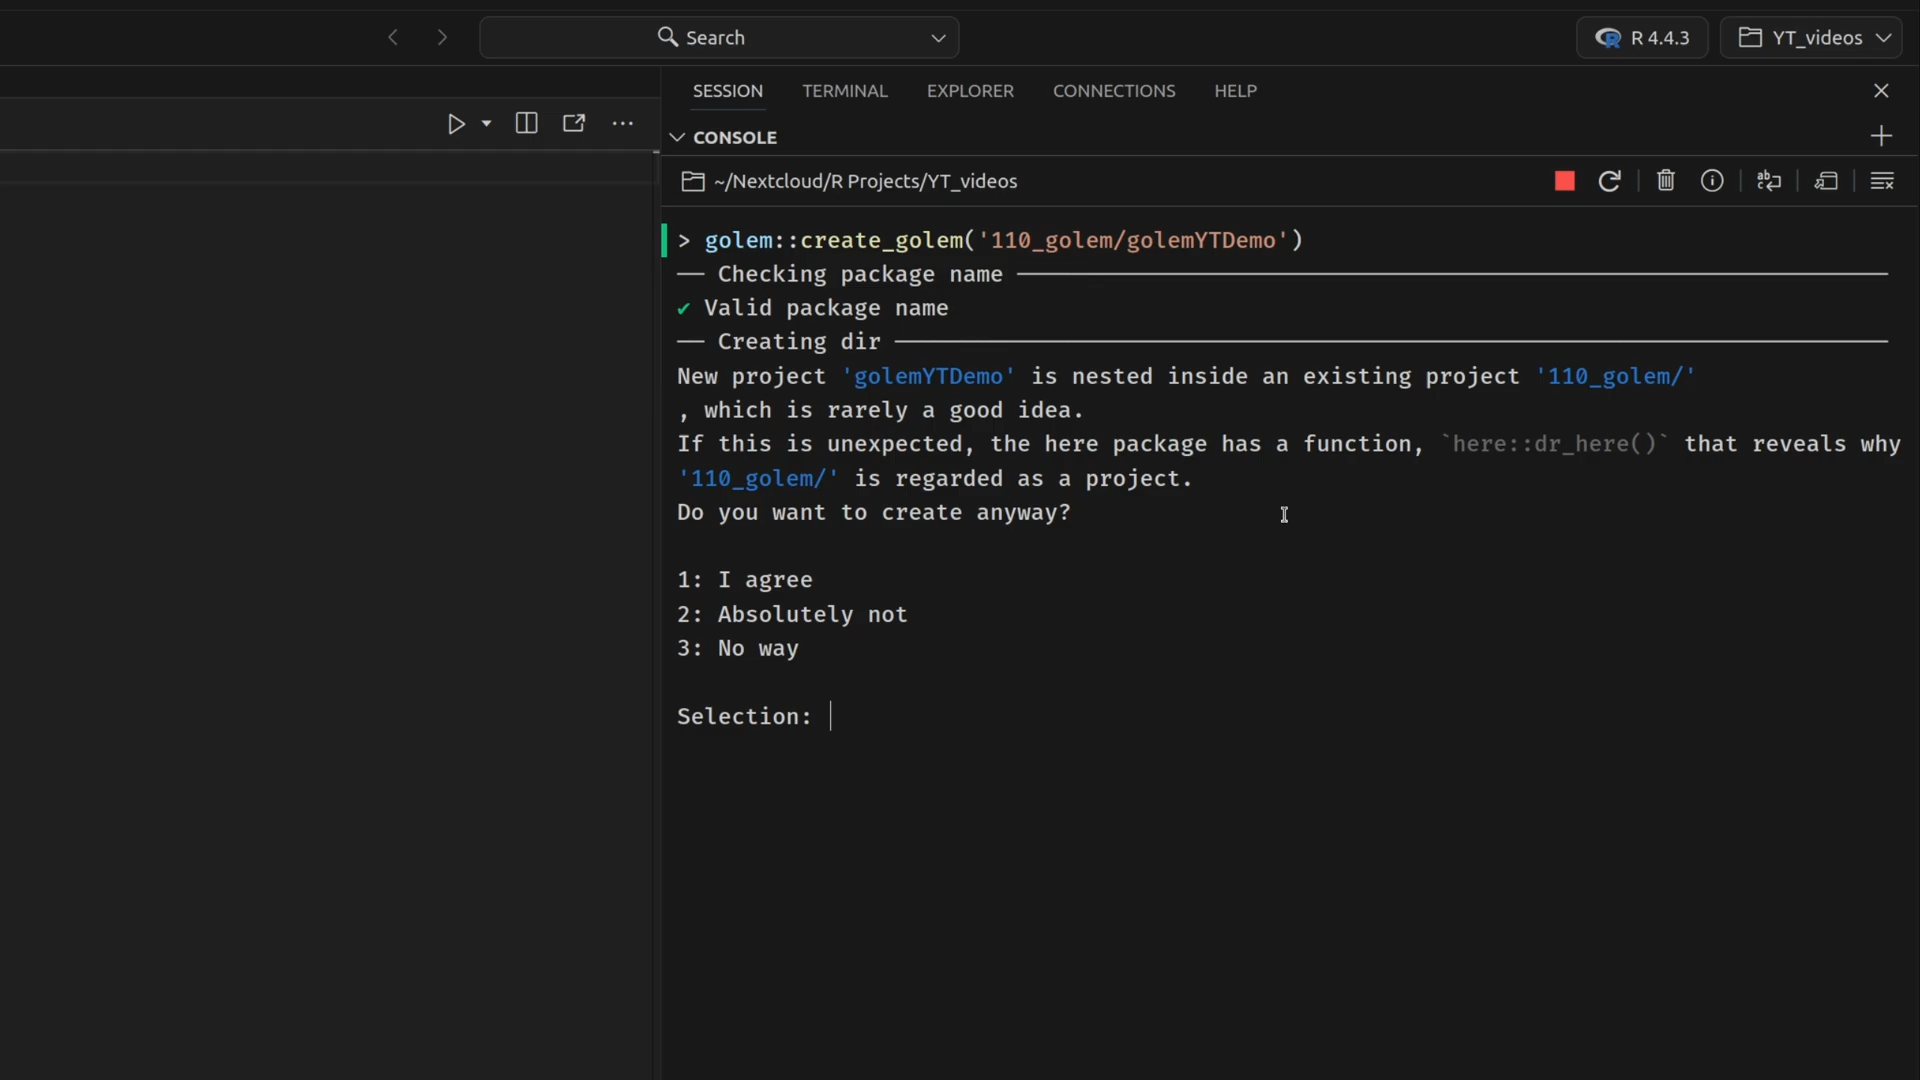 Search
R 4.4.3
YT_videos
SESSION TERMINAL EXPLORER CONNECTIONS HELP
CONSOLE
~/Nextcloud/R Projects/YT_videos
> golem::create_golem('110_golem/golemYTDemo')
── Checking package name ──
✔ Valid package name
── Creating dir ──
New project 'golemYTDemo' is nested inside an existing project '110_golem/'
, which is rarely a good idea.
If this is unexpected, the here package has a function, `here::dr_here()` that reveals why
'110_golem/' is regarded as a project.
Do you want to create anyway?
1: I agree
2: Absolutely not
3: No way
Selection: